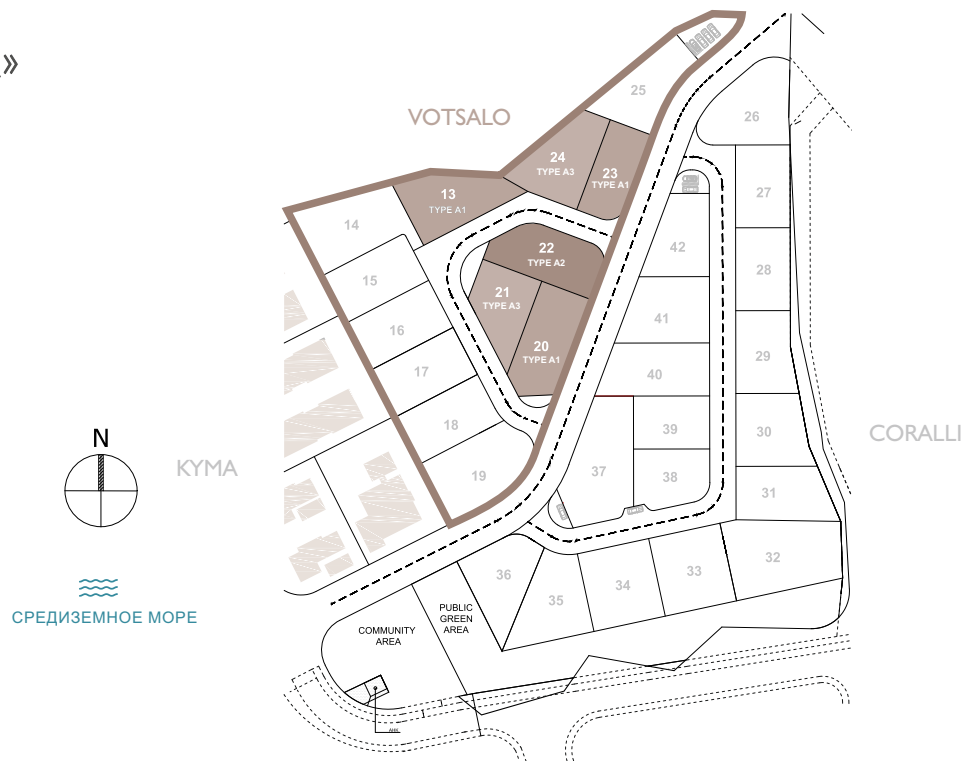 »
VOTSALO
25
26
24
TYPE A3
23
TYPE A1
13
TYPE A1
27
14
22
TYPE A2
42
15
28
21
TYPE A3
16
41
20
TYPE A1
29
17
40
18
39
30
CORALLI
N
KYMA
19
37
38
31
32
36
33
34
35
СРЕДИЗЕМНОЕ МОРЕ
PUBLIC
GREEN
AREA
COMMUNITY
AREA